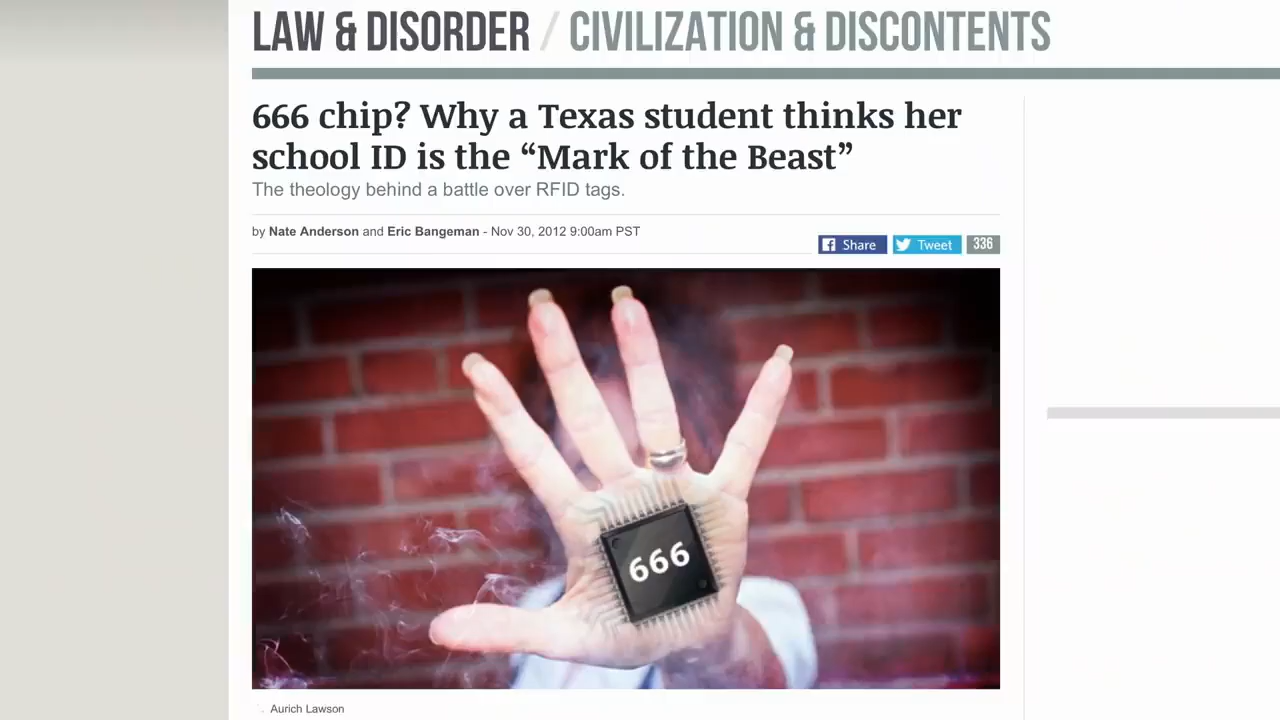 LAW & DISORDER / CIVILIZATION & DISCONTENTS
666 chip? Why a Texas student thinks her
school ID is the “Mark of the Beast”
The theology behind a battle over RFID tags.
by Nate Anderson and Eric Bangeman - Nov 30, 2012 9:00am PST
Share Tweet 336
666
Aurich Lawson